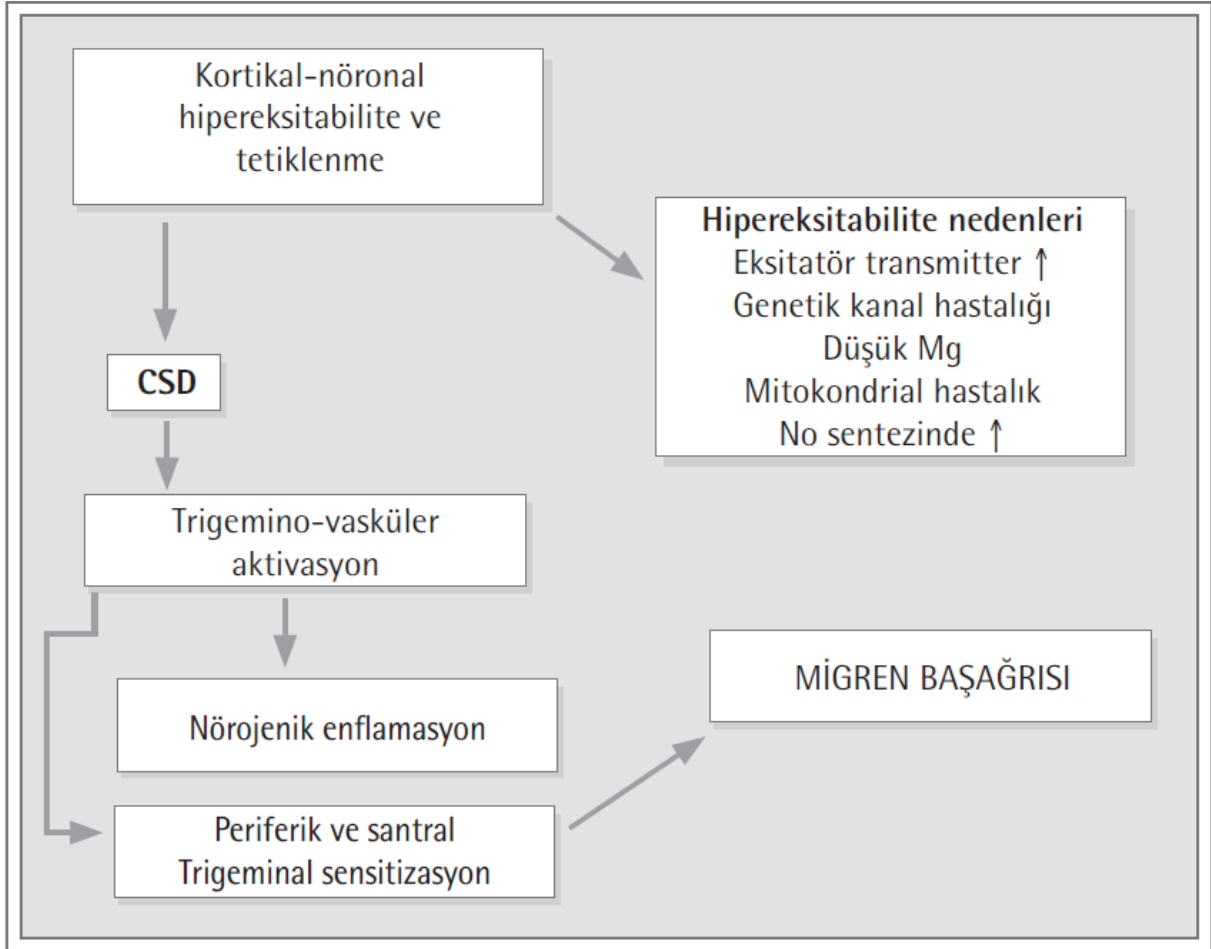 Kortikal-nöronal
hipereksitabilite ve
tetiklenme
Hipereksitabilite nedenleri
Eksitatör transmitter ↑
Genetik kanal hastalığı
Düşük Mg
Mitokondrial hastalık
No sentezinde ↑
CSD
Trigemino-vasküler
aktivasyon
Nörojenik enflamasyon
MİGREN BAŞAĞRISI
Periferik ve santral
Trigeminal sensitizasyon